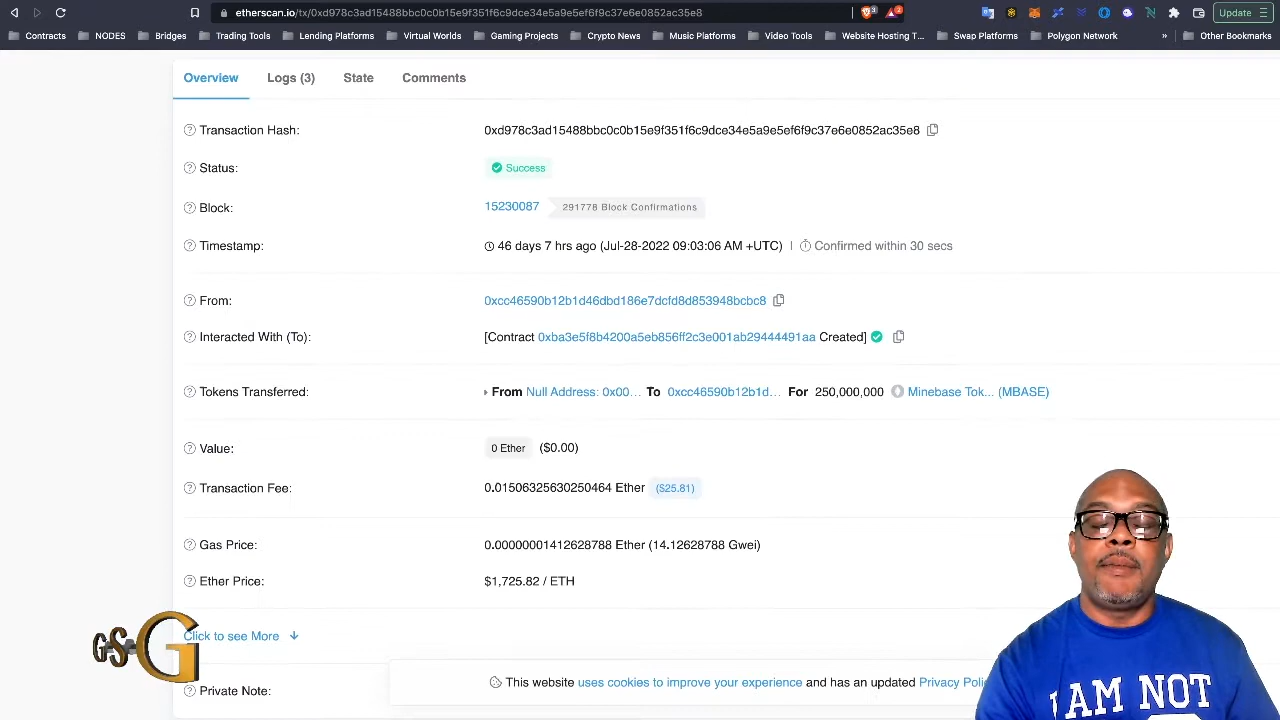 etherscan.io/tx/0xd978c3ad15488bbc0c0b15e9f351f6c9dce34e5a9e5ef6f9c37e6e0852ac35e8
3
2
Update
Contracts
NODES
Bridges
Trading Tools
Lending Platforms
Virtual Worlds
Gaming Projects
Crypto News
Music Platforms
Video Tools
Website Hosting T...
Swap Platforms
Polygon Network
»
Other Bookmarks
Overview
Logs (3)
State
Comments
Transaction Hash:
0xd978c3ad15488bbc0c0b15e9f351f6c9dce34e5a9e5ef6f9c37e6e0852ac35e8
Status:
Success
Block:
15230087
291778 Block Confirmations
Timestamp:
46 days 7 hrs ago (Jul-28-2022 09:03:06 AM +UTC) | Confirmed within 30 secs
From:
0xcc46590b12b1d46dbd186e7dcfd8d853948bcbc8
Interacted With (To):
[Contract 0xba3e5f8b4200a5eb856ff2c3e001ab29444491aa Created]
Tokens Transferred:
From Null Address: 0x00... To 0xcc46590b12b1d... For 250,000,000 Minebase Tok... (MBASE)
Value:
0 Ether ($0.00)
Transaction Fee:
0.01506325630250464 Ether ($25.81)
Gas Price:
0.00000001412628788 Ether (14.12628788 Gwei)
Ether Price:
$1,725.82 / ETH
Click to see More
Private Note:
This website uses cookies to improve your experience and has an updated Privacy
G-S-G
I AM NOT